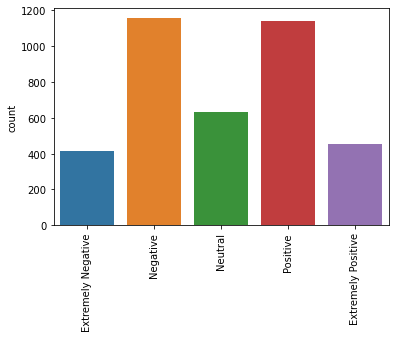 1200
1000
800
600
400
200
0
count
Extremely Negative
Negative
Neutral
Positive
Extremely Positive